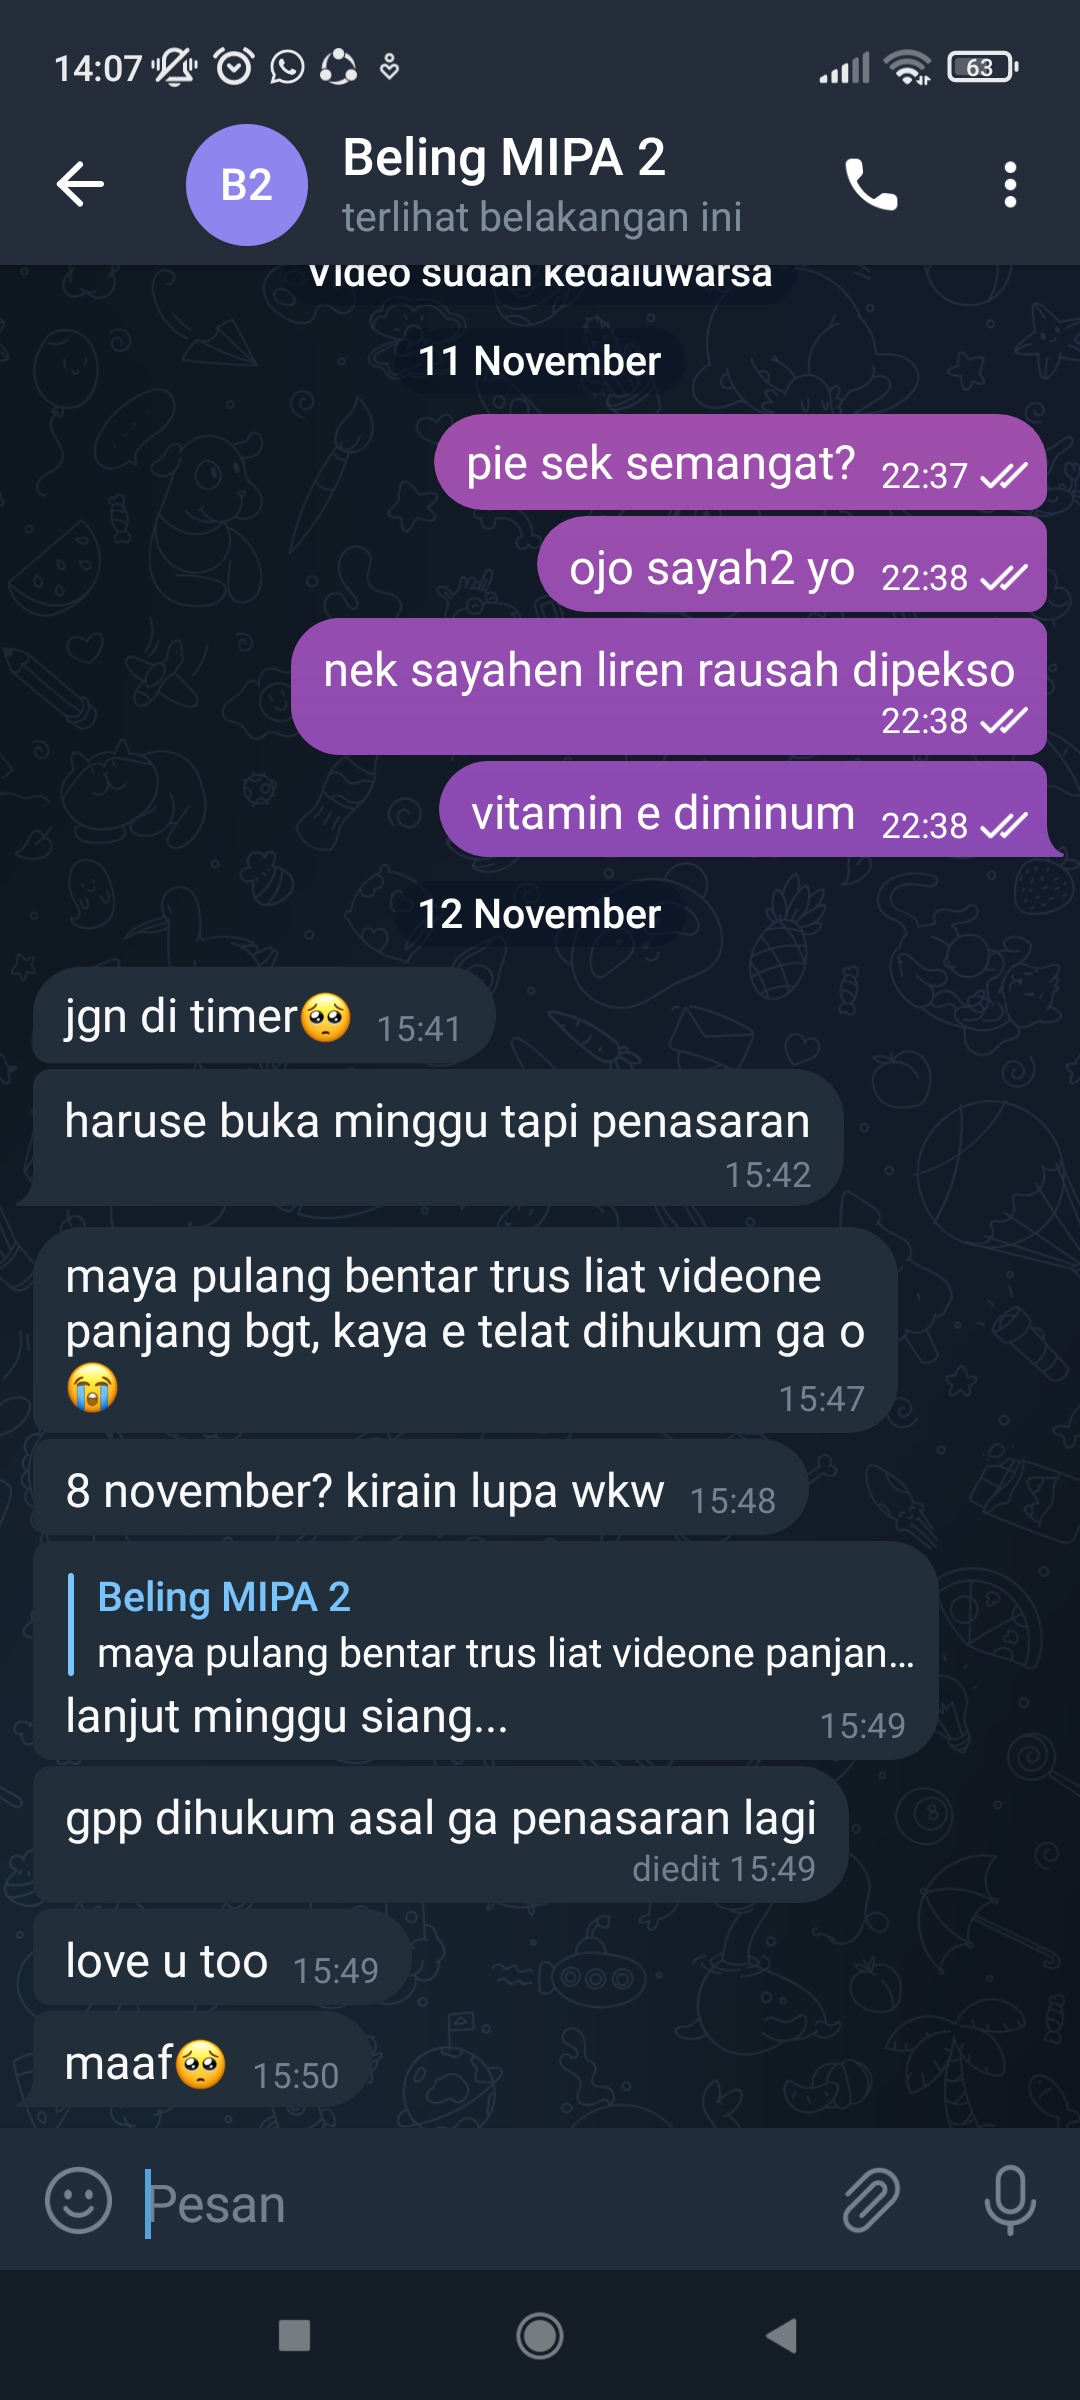 14:07
63
B2
Beling MIPA 2
terlihat belakangan ini
Video sudah kedaluwarsa
11 November
pie sek semangat? 22:37
ojo sayah2 yo 22:38
nek sayahen liren rausah dipekso
22:38
vitamin e diminum 22:38
12 November
jgn di timer🥺 15:41
haruse buka minggu tapi penasaran
15:42
maya pulang bentar trus liat videone
panjang bgt, kaya e telat dihukum ga o
😭 15:47
8 november? kirain lupa wkw 15:48
Beling MIPA 2
maya pulang bentar trus liat videone panjan...
lanjut minggu siang... 15:49
gpp dihukum asal ga penasaran lagi
diedit 15:49
love u too 15:49
maaf🥺 15:50
Pesan